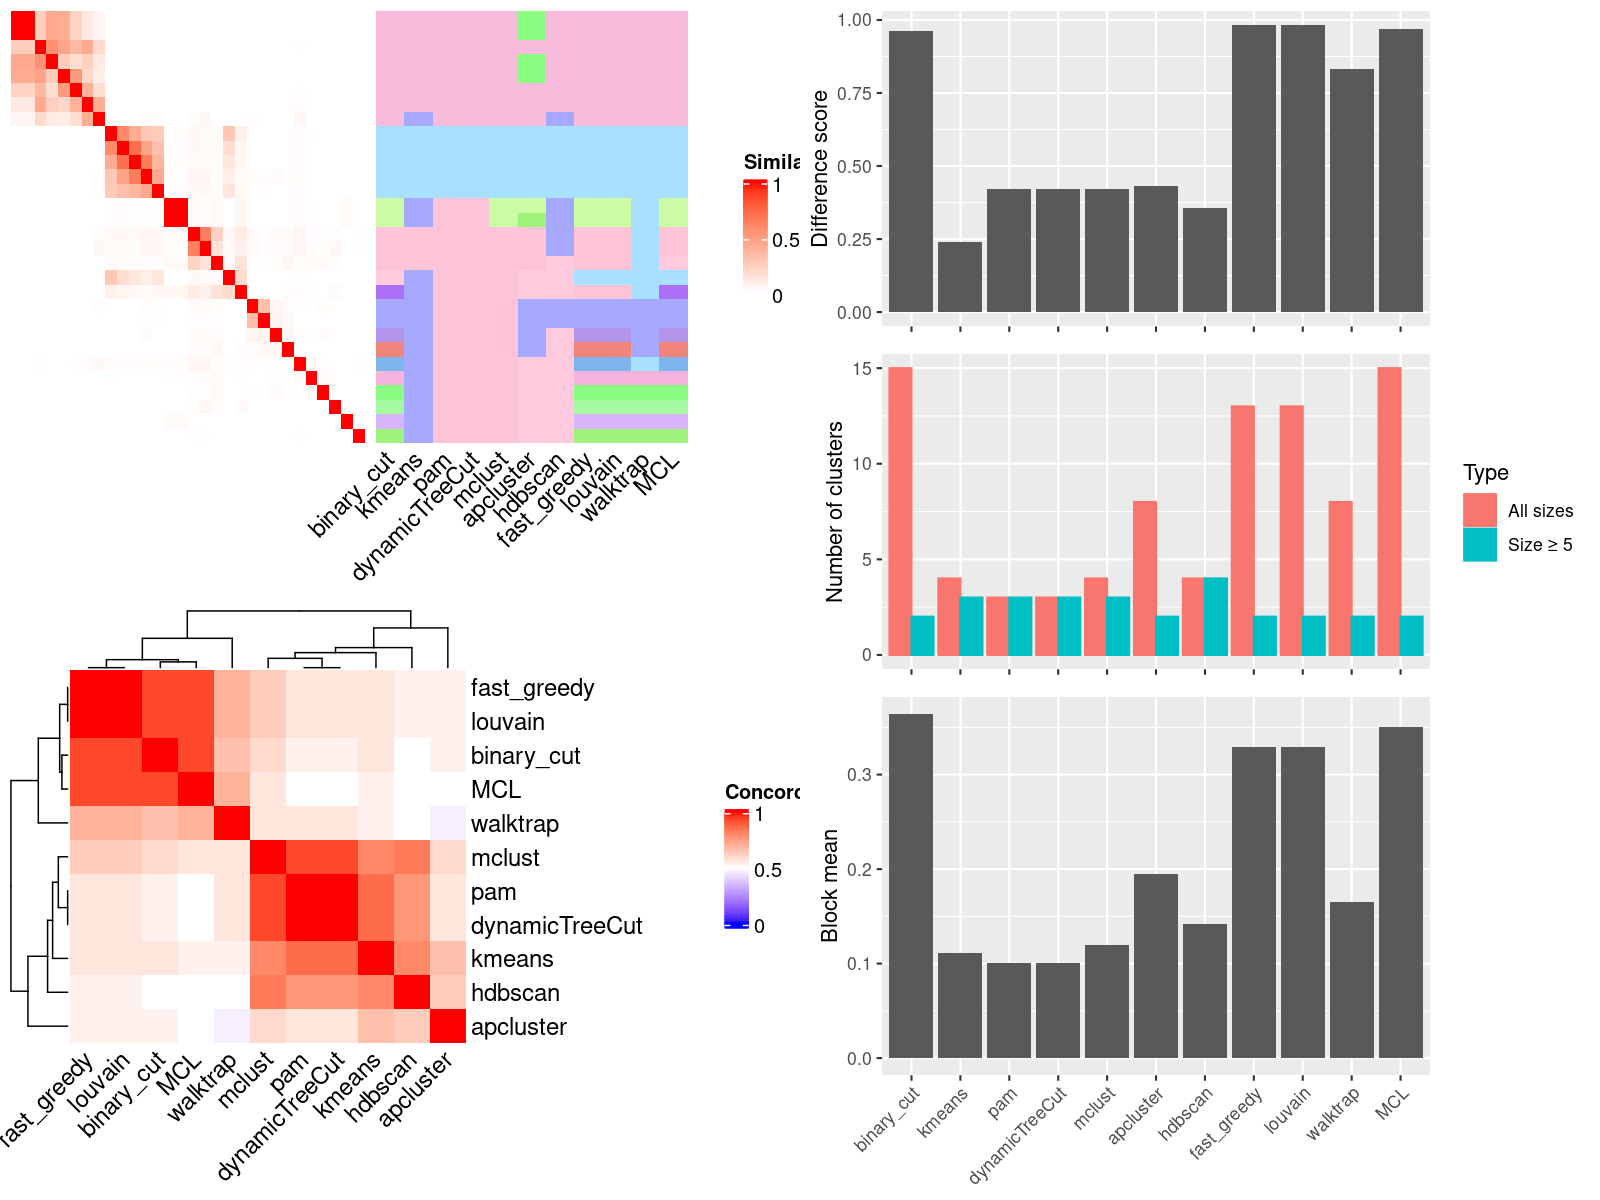 Simila
1
0.5
0
binary_cut
kmeans
pam
dynamicTreeCut
mclust
apcluster
hdbscan
fast_greedy
louvain
walktrap
MCL
fast_greedy
louvain
binary_cut
MCL
walktrap
mclust
pam
dynamicTreeCut
kmeans
hdbscan
apcluster
Concord
1
0.5
0
fast_greedy
louvain
binary_cut
MCL
walktrap
mclust
pam
dynamicTreeCut
kmeans
hdbscan
apcluster
Difference score
1.00
0.75
0.50
0.25
0.00
Number of clusters
15
10
5
0
Type
All sizes
Size ≥ 5
Block mean
0.3
0.2
0.1
0.0
binary_cut
kmeans
pam
dynamicTreeCut
mclust
apcluster
hdbscan
fast_greedy
louvain
walktrap
MCL